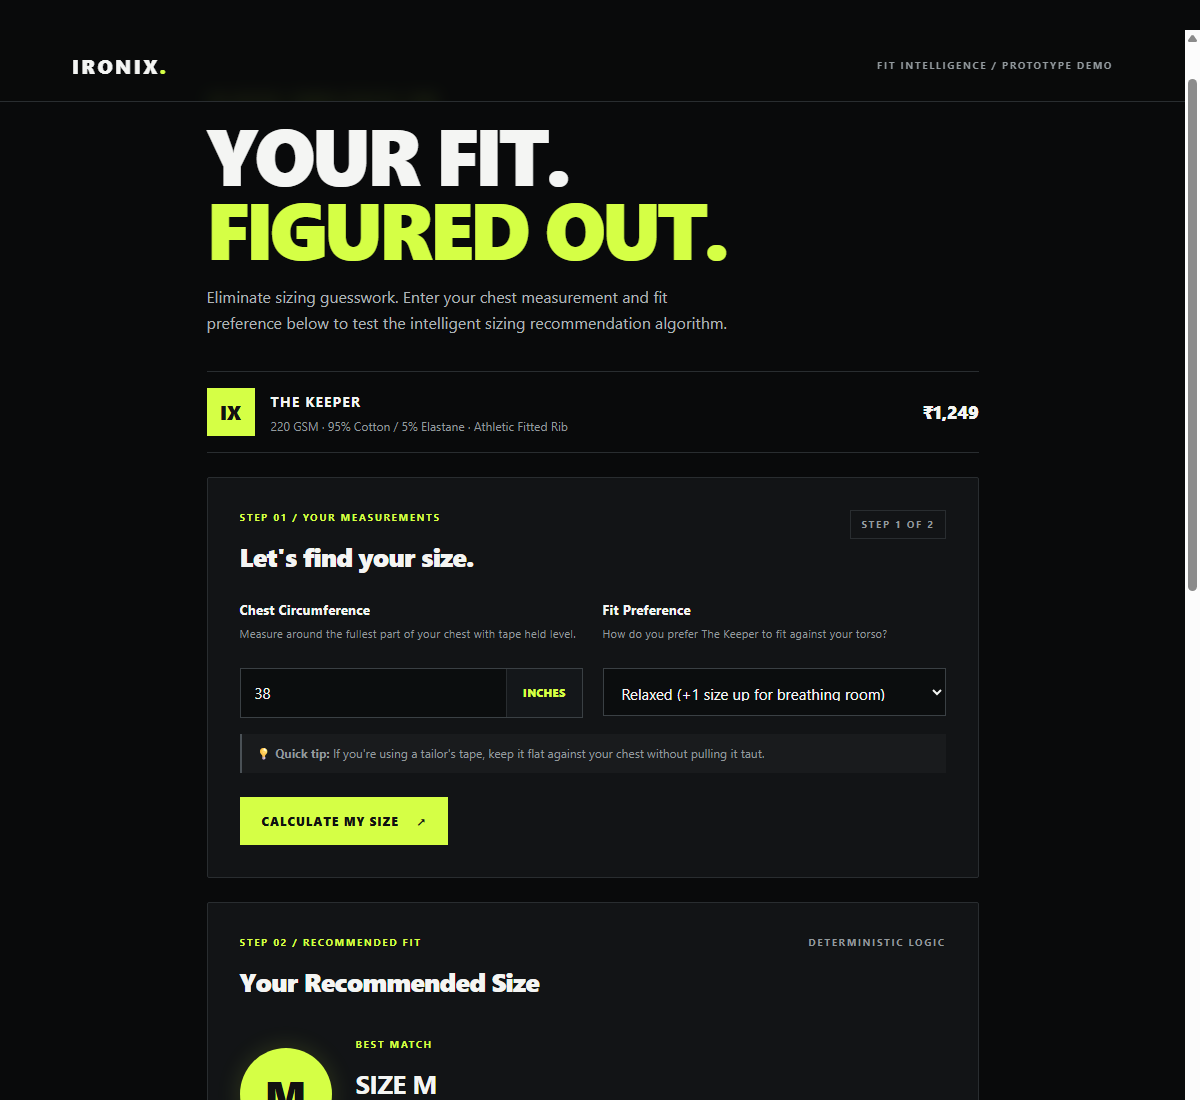 IRONIX.
FIT INTELLIGENCE / PROTOTYPE DEMO
YOUR FIT.
FIGURED OUT.
Eliminate sizing guesswork. Enter your chest measurement and fit
preference below to test the intelligent sizing recommendation algorithm.
IX
THE KEEPER
220 GSM · 95% Cotton / 5% Elastane · Athletic Fitted Rib
₹1,249
STEP 01 / YOUR MEASUREMENTS
STEP 1 OF 2
Let's find your size.
Chest Circumference
Measure around the fullest part of your chest with tape held level.
Fit Preference
How do you prefer The Keeper to fit against your torso?
38
INCHES
Relaxed (+1 size up for breathing room)
💡 Quick tip: If you're using a tailor's tape, keep it flat against your chest without pulling it taut.
CALCULATE MY SIZE ↗
STEP 02 / RECOMMENDED FIT
DETERMINISTIC LOGIC
Your Recommended Size
BEST MATCH
M
SIZE M